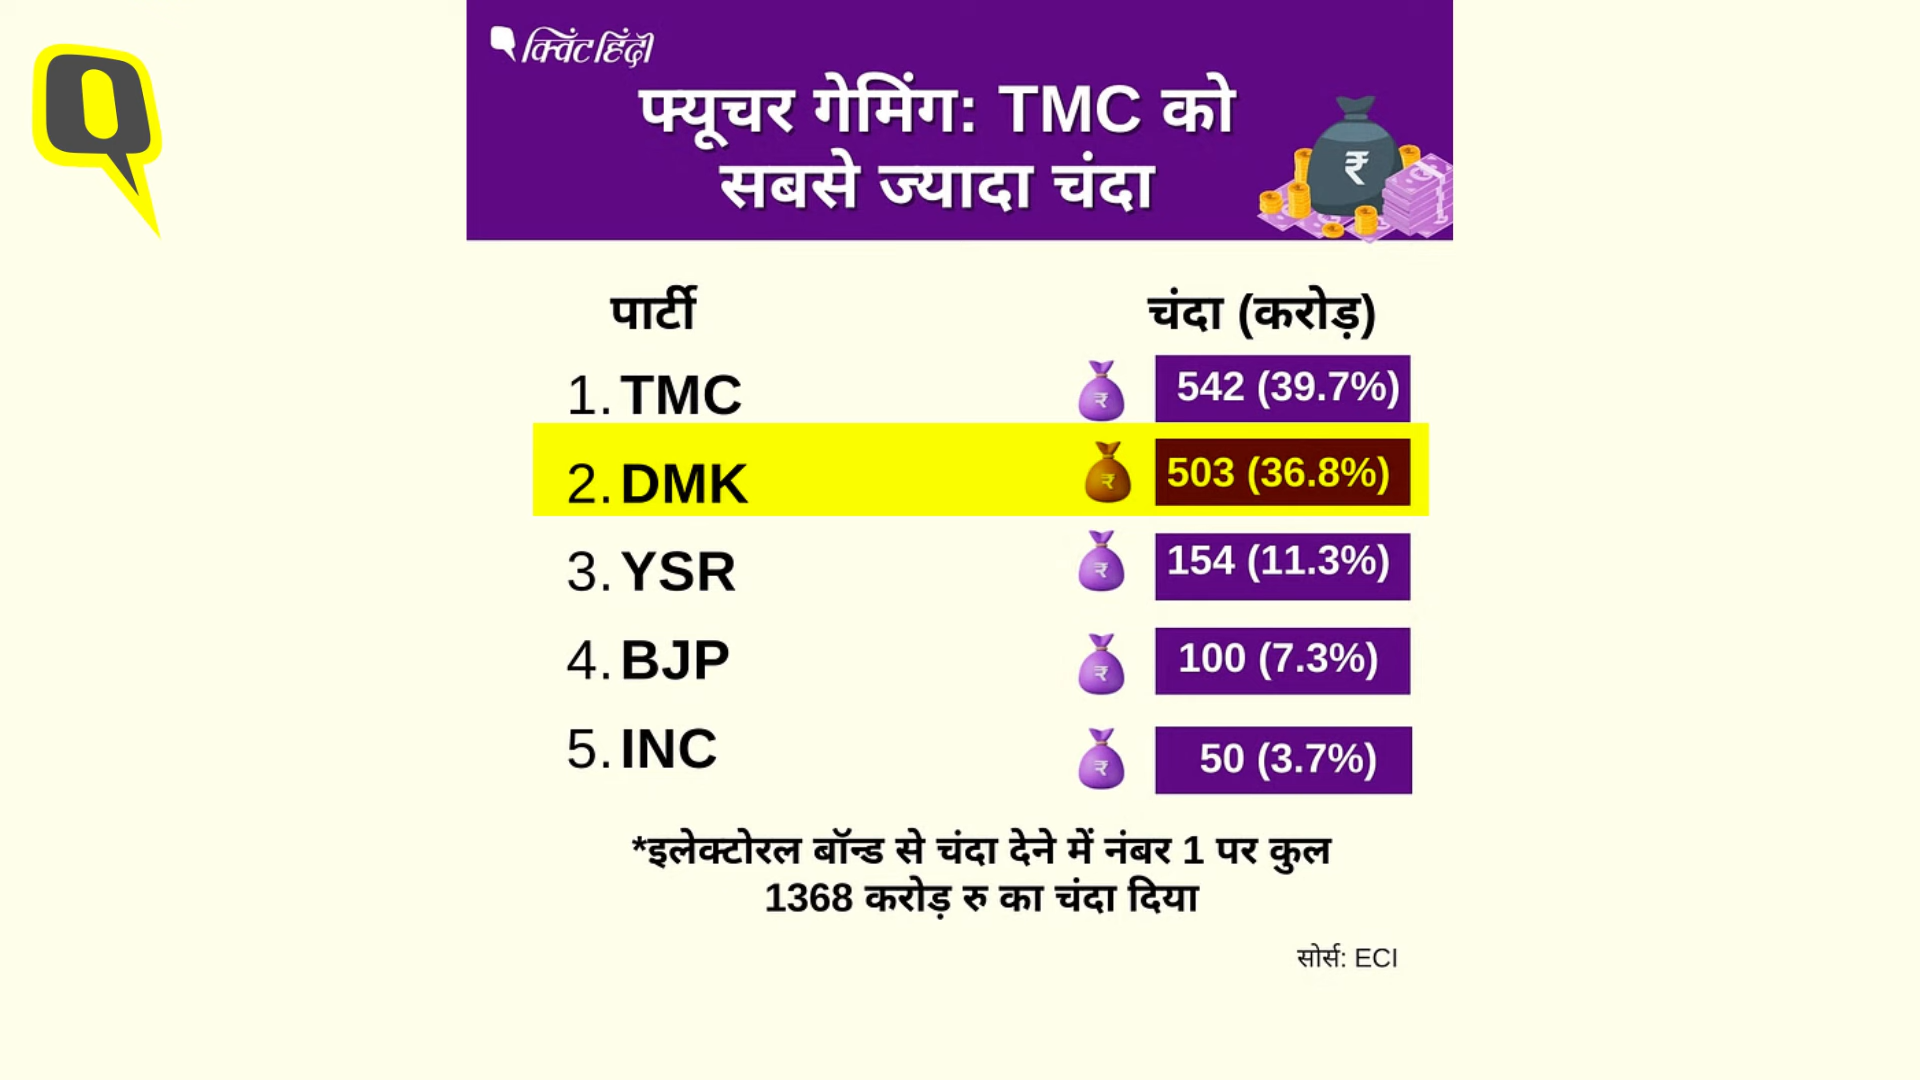 क्विंट हिंदी
फ्यूचर गेमिंग: TMC को
सबसे ज्यादा चंदा
₹
पार्टी चंदा (करोड़)
1. TMC ₹ 542 (39.7%)
2. DMK ₹ 503 (36.8%)
3. YSR ₹ 154 (11.3%)
4. BJP ₹ 100 (7.3%)
5. INC ₹ 50 (3.7%)
*इलेक्टोरल बॉन्ड से चंदा देने में नंबर 1 पर कुल
1368 करोड़ रु का चंदा दिया
सोर्स: ECI